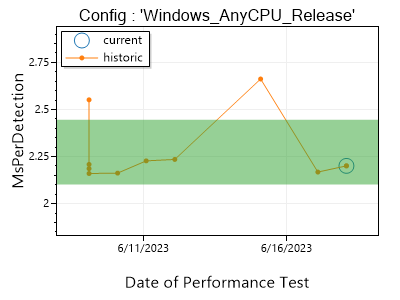 Config : 'Windows_AnyCPU_Release'
current
historic
MsPerDetection
2.75
2.5
2.25
2
6/11/2023
6/16/2023
Date of Performance Test